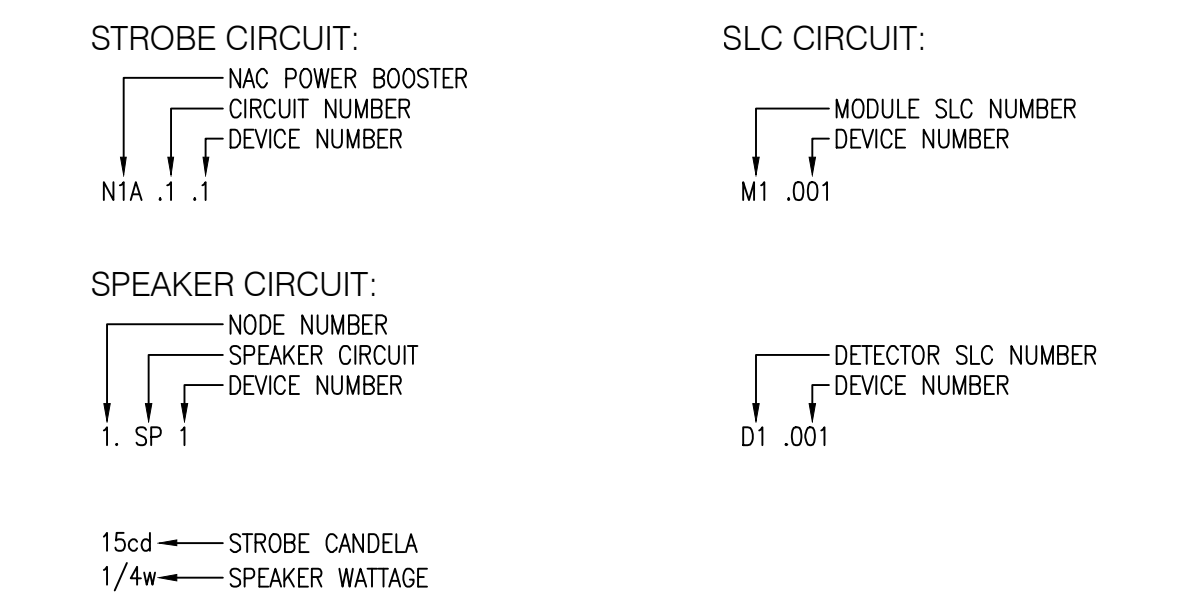 STROBE CIRCUIT:
NAC POWER BOOSTER
CIRCUIT NUMBER
DEVICE NUMBER
N1A .1 .1
SPEAKER CIRCUIT:
NODE NUMBER
SPEAKER CIRCUIT
DEVICE NUMBER
1. SP 1
15cd STROBE CANDELA
1/4w SPEAKER WATTAGE
SLC CIRCUIT:
MODULE SLC NUMBER
DEVICE NUMBER
M1 .001
DETECTOR SLC NUMBER
DEVICE NUMBER
D1 .001